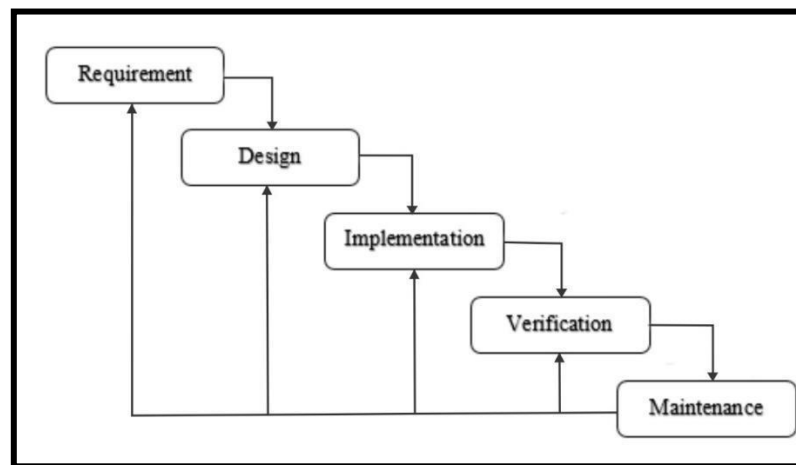 Requirement
Design
Implementation
Verification
Maintenance